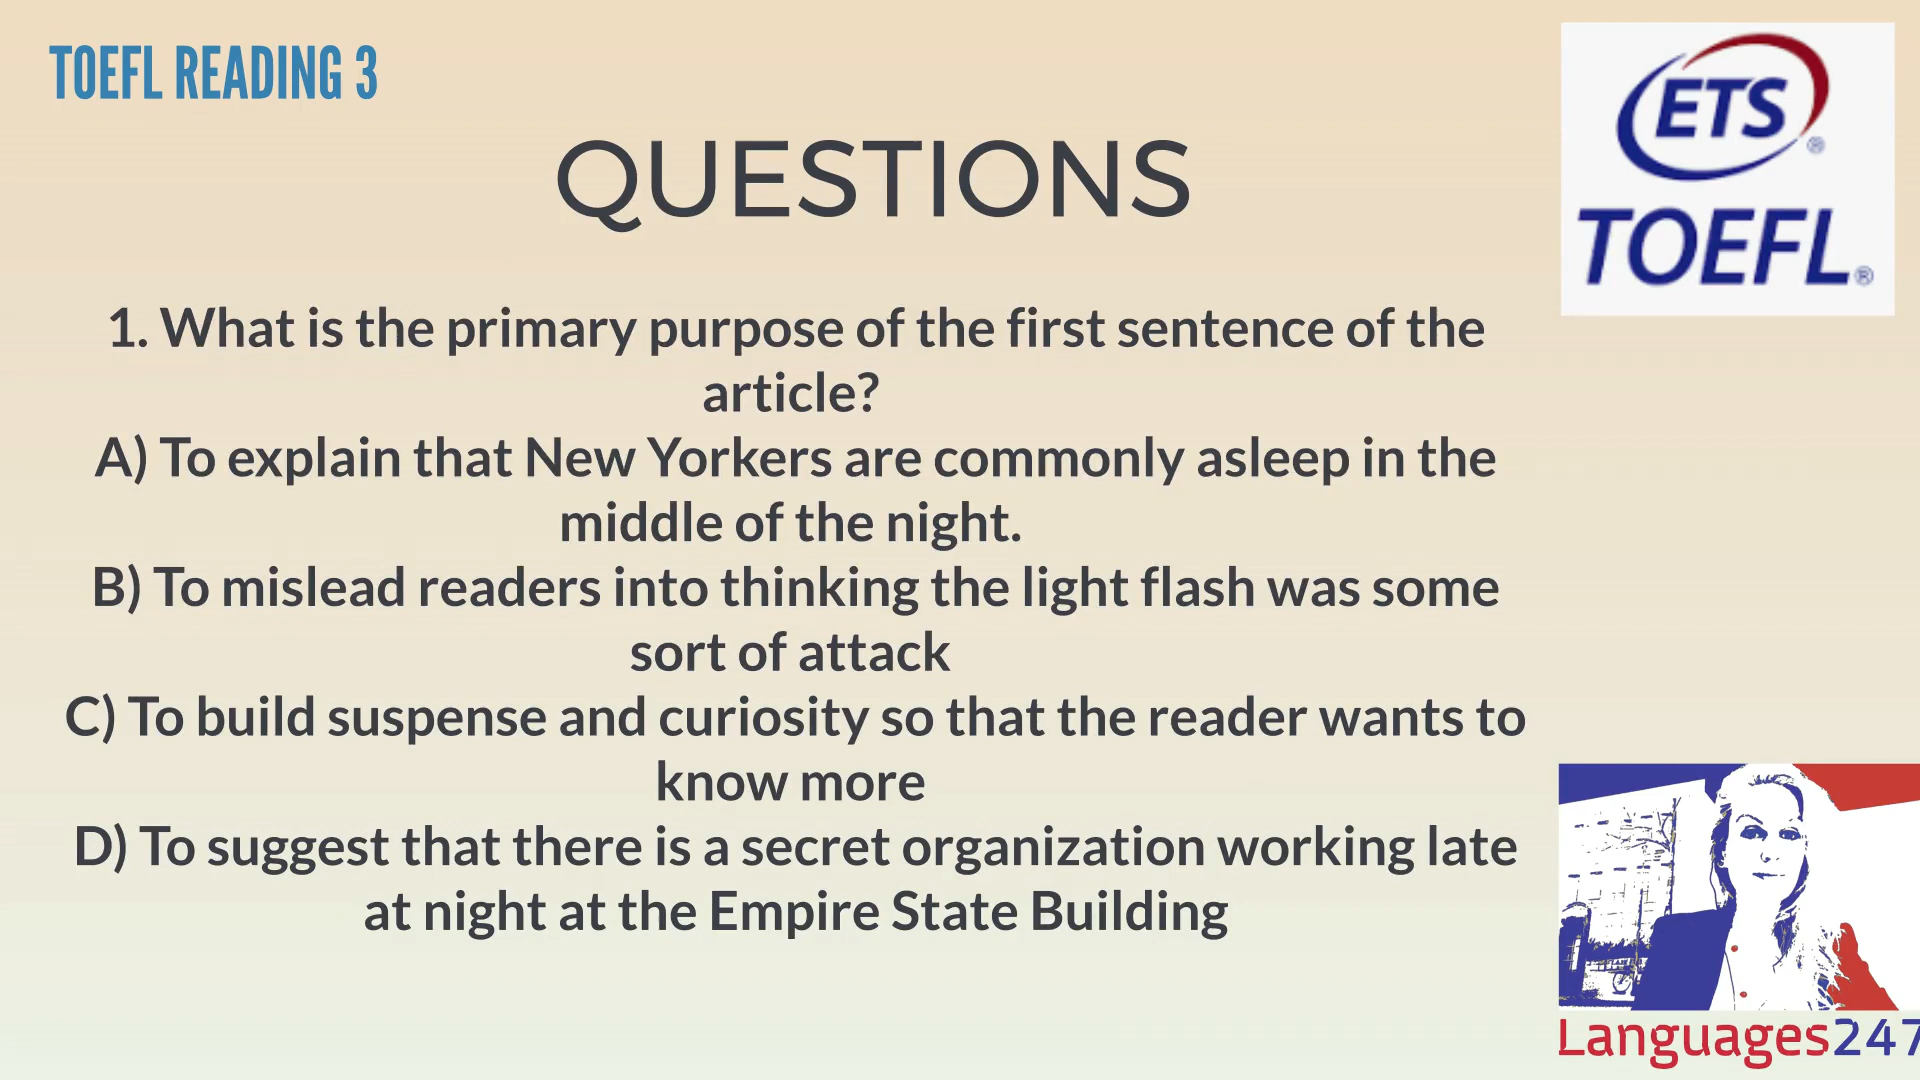 TOEFL READING 3
ETS
®
TOEFL®
QUESTIONS
1. What is the primary purpose of the first sentence of the
article?
A) To explain that New Yorkers are commonly asleep in the
middle of the night.
B) To mislead readers into thinking the light flash was some
sort of attack
C) To build suspense and curiosity so that the reader wants to
know more
D) To suggest that there is a secret organization working late
at night at the Empire State Building
Languages247